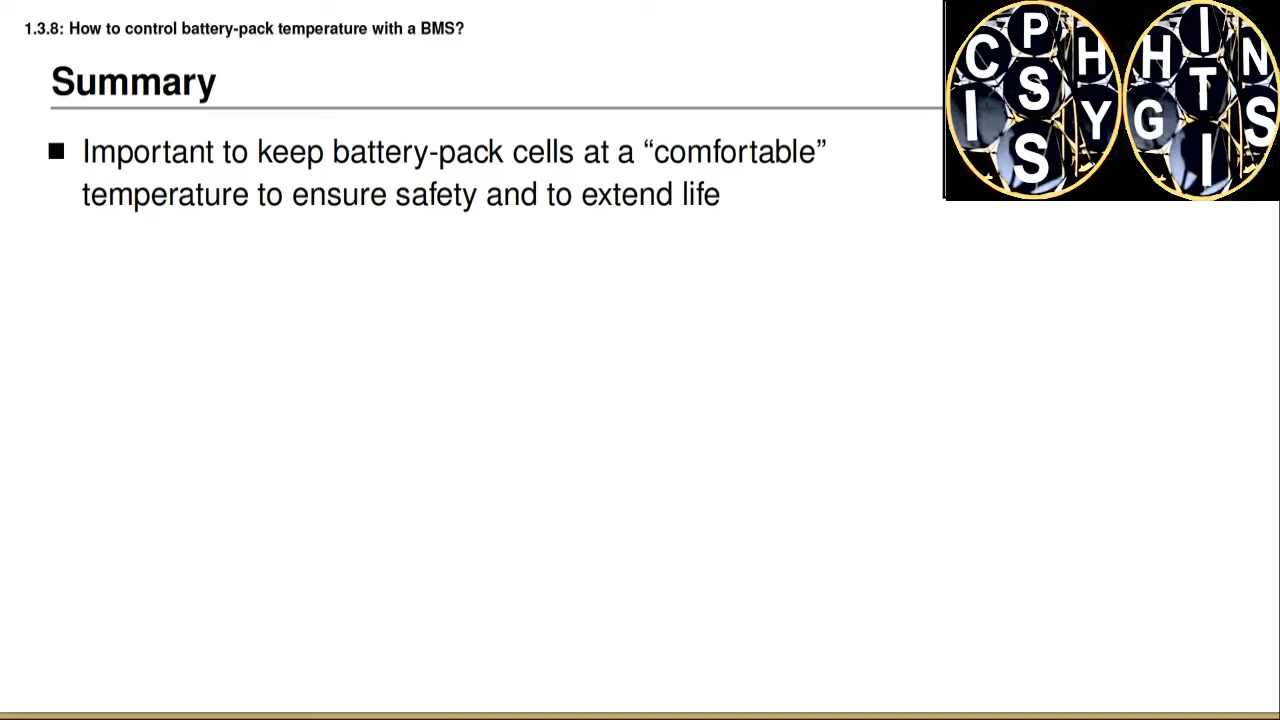 1.3.8: How to control battery-pack temperature with a BMS?
Summary
Important to keep battery-pack cells at a “comfortable”
temperature to ensure safety and to extend life
C P H
I S Y
S
H I N
G T S
I